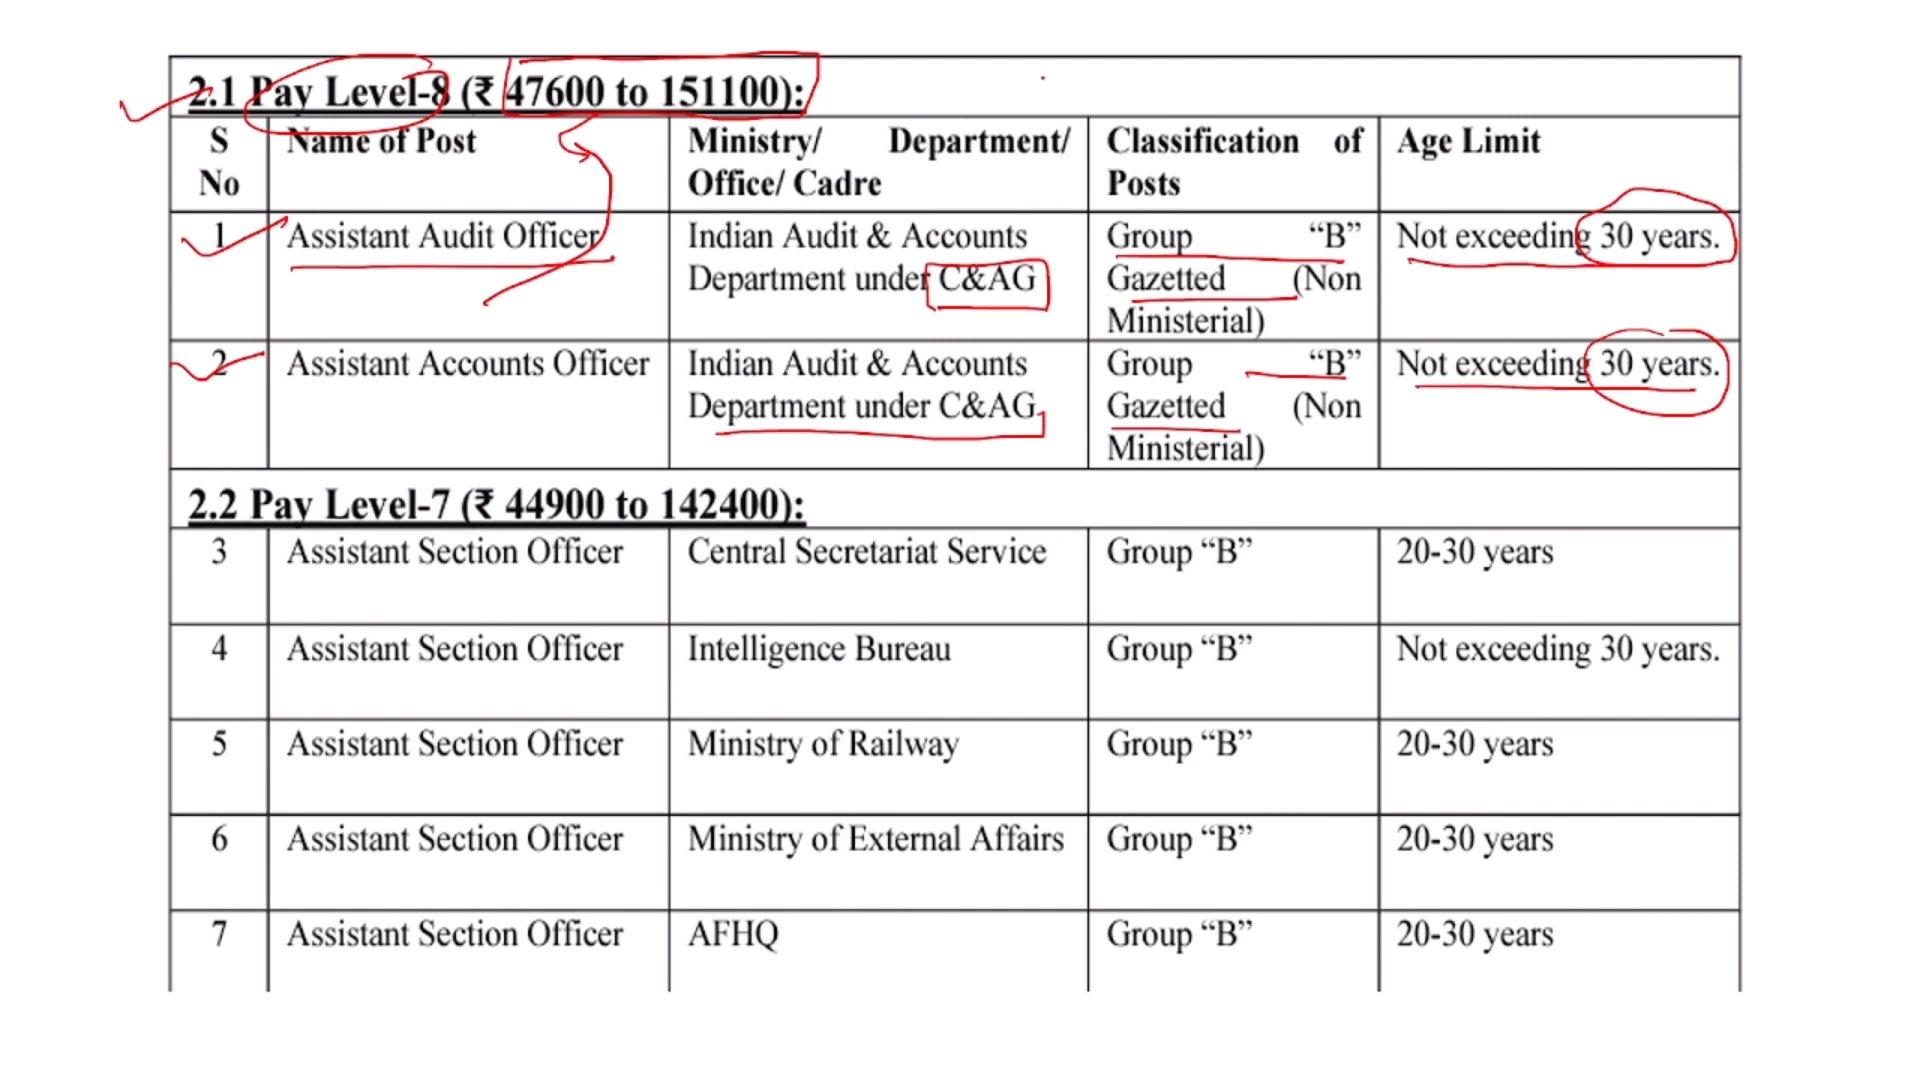 2.1 Pay Level-8 (₹ 47600 to 151100):
S No Name of Post Ministry/ Department/ Office/ Cadre Classification of Posts Age Limit
1 Assistant Audit Officer Indian Audit & Accounts Department under C&AG Group “B” Gazetted (Non Ministerial) Not exceeding 30 years.
2 Assistant Accounts Officer Indian Audit & Accounts Department under C&AG Group “B” Gazetted (Non Ministerial) Not exceeding 30 years.
2.2 Pay Level-7 (₹ 44900 to 142400):
3 Assistant Section Officer Central Secretariat Service Group “B” 20-30 years
4 Assistant Section Officer Intelligence Bureau Group “B” Not exceeding 30 years.
5 Assistant Section Officer Ministry of Railway Group “B” 20-30 years
6 Assistant Section Officer Ministry of External Affairs Group “B” 20-30 years
7 Assistant Section Officer AFHQ Group “B” 20-30 years